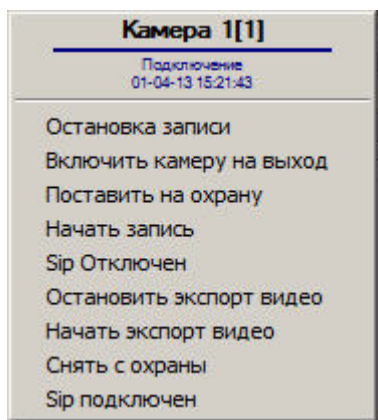 Камера 1[1]
Подключение
01-04-13 15:21:43
Остановка записи
Включить камеру на выход
Поставить на охрану
Начать запись
Sip Отключен
Остановить экспорт видео
Начать экспорт видео
Снять с охраны
Sip подключен